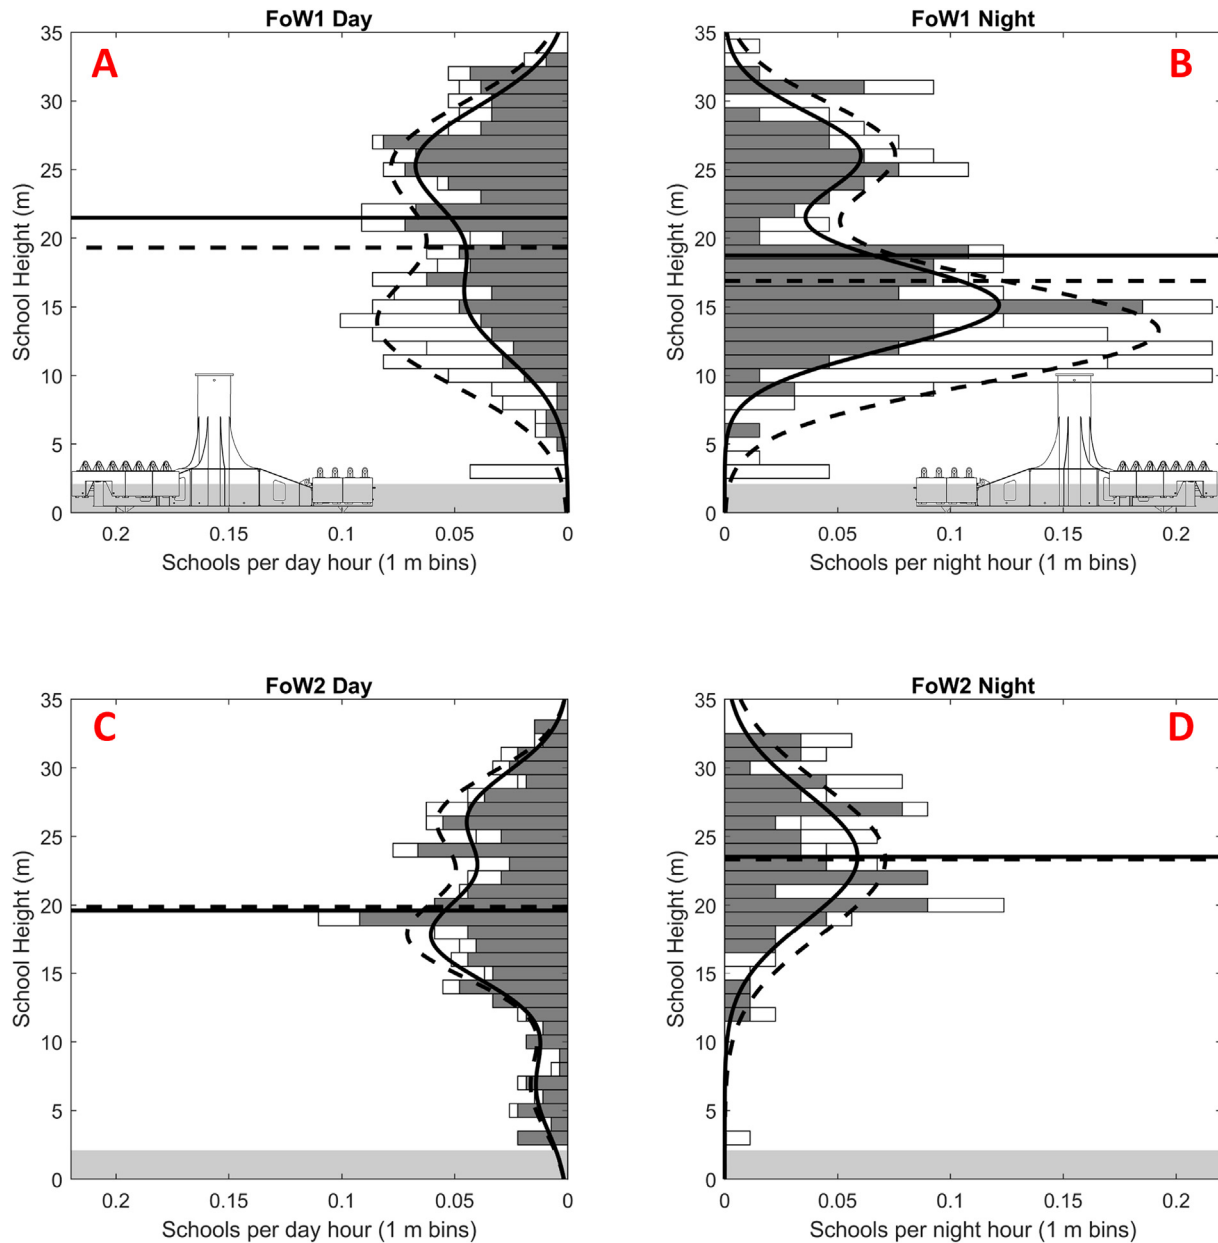 FoW1 Day
A
35
30
25
20
15
10
5
0
School Height (m)
0.2 0.15 0.1 0.05 0
Schools per day hour (1 m bins)
FoW1 Night
B
35
30
25
20
15
10
5
0
School Height (m)
0 0.05 0.1 0.15 0.2
Schools per night hour (1 m bins)
FoW2 Day
C
35
30
25
20
15
10
5
0
School Height (m)
0.2 0.15 0.1 0.05 0
Schools per day hour (1 m bins)
FoW2 Night
D
35
30
25
20
15
10
5
0
School Height (m)
0 0.05 0.1 0.15 0.2
Schools per night hour (1 m bins)